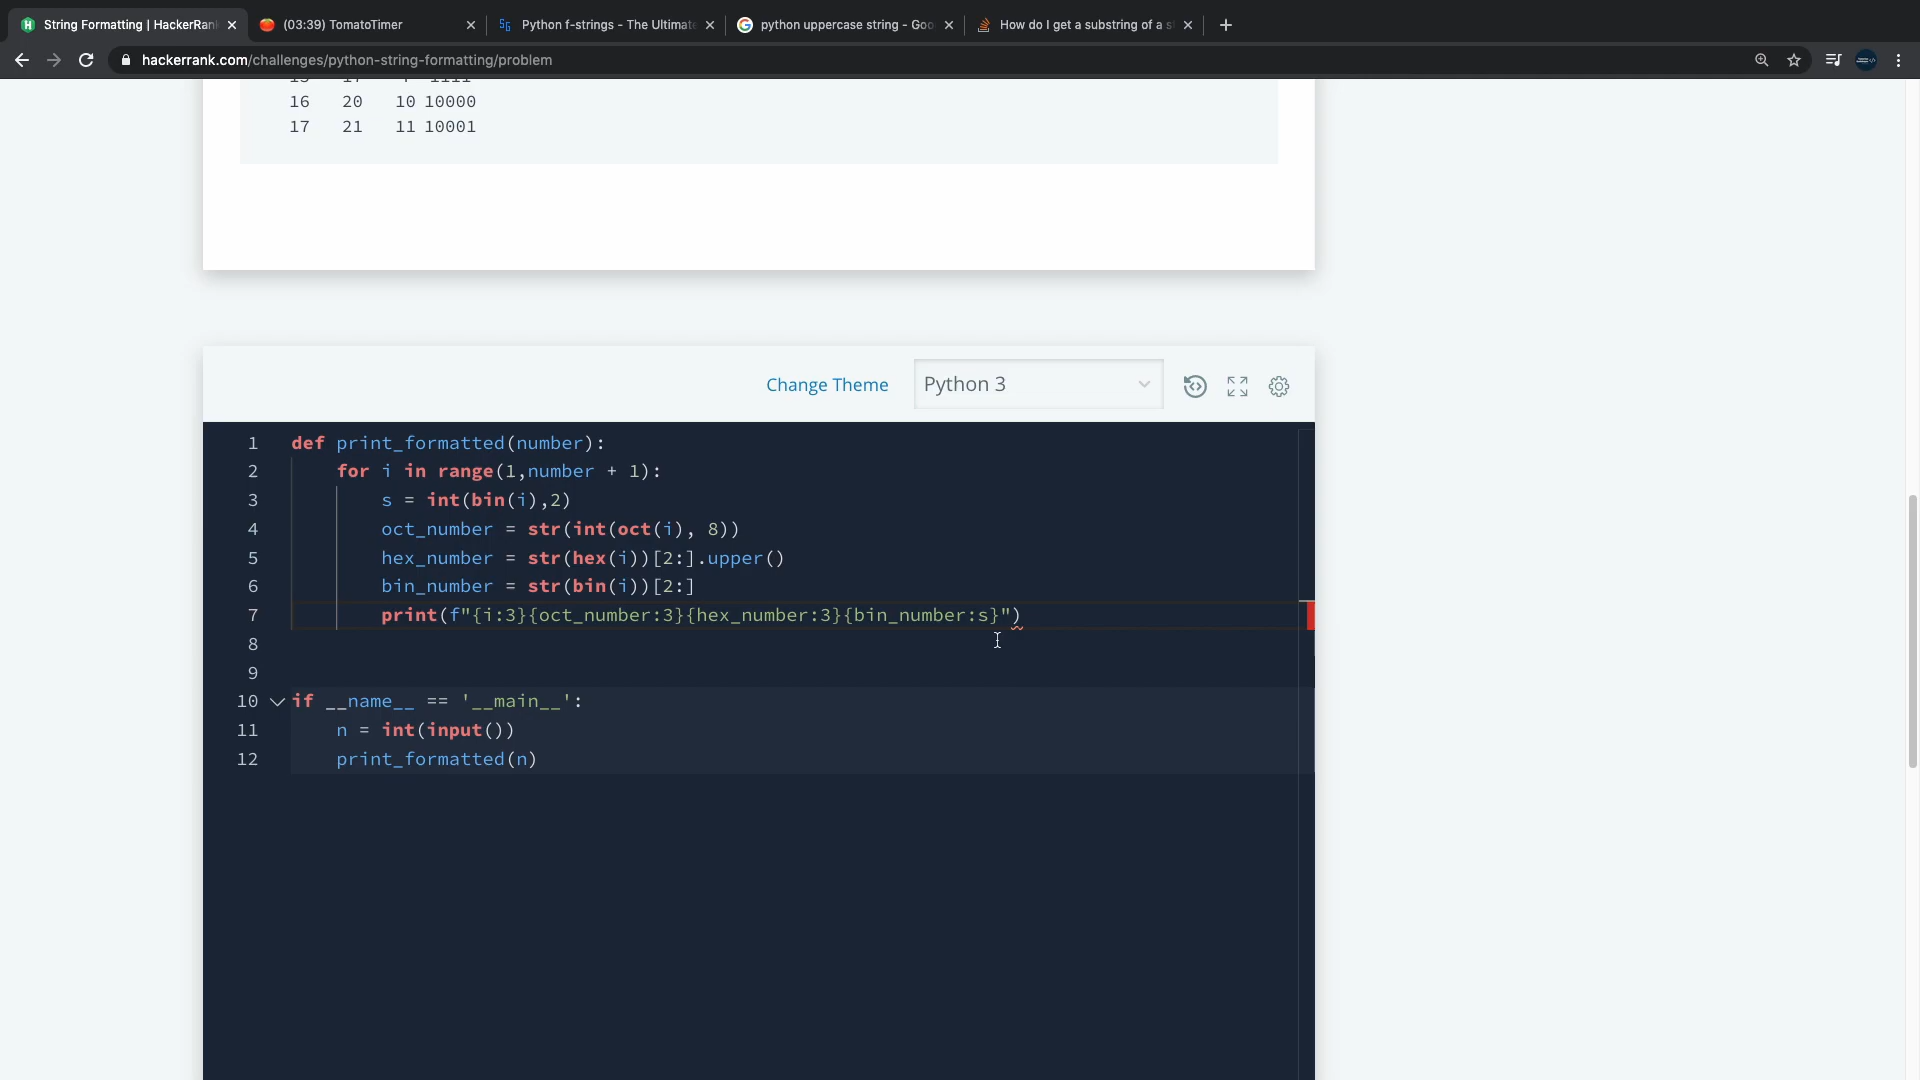 String Formatting | HackerRan
(03:39) TomatoTimer
Python f-strings - The Ultimat
python uppercase string - Goo
How do I get a substring of a s
hackerrank.com/challenges/python-string-formatting/problem
16 20 10 10000
17 21 11 10001
Change Theme
Python 3
1 def print_formatted(number):
2 for i in range(1,number + 1):
3 s = int(bin(i),2)
4 oct_number = str(int(oct(i), 8))
5 hex_number = str(hex(i))[2:].upper()
6 bin_number = str(bin(i))[2:]
7 print(f"{i:3}{oct_number:3}{hex_number:3}{bin_number:s}")
8
9
10 if __name__ == '__main__':
11 n = int(input())
12 print_formatted(n)